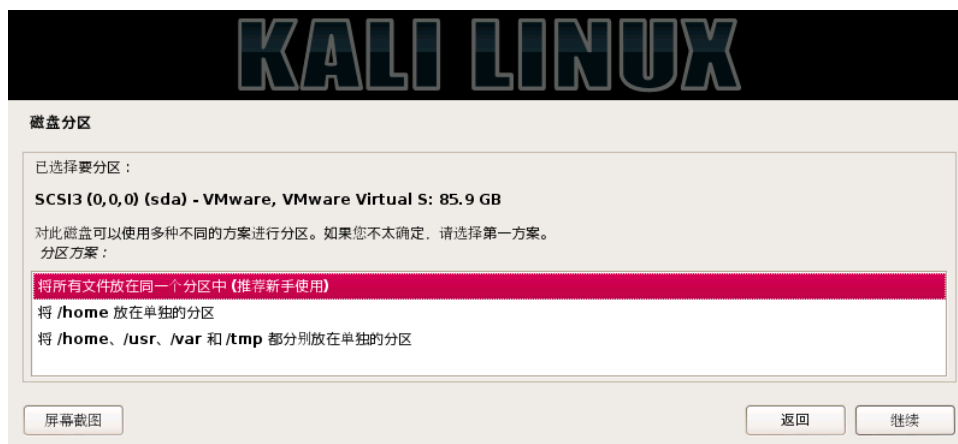 KALI LINUX
磁盘分区
已选择要分区：
SCSI3 (0,0,0) (sda) - VMware, VMware Virtual S: 85.9 GB
对此磁盘可以使用多种不同的方案进行分区。如果您不太确定，请选择第一方案。
分区方案：
将所有文件放在同一个分区中 (推荐新手使用)
将 /home 放在单独的分区
将 /home、/usr、/var 和 /tmp 都分别放在单独的分区
屏幕截图
返回
继续